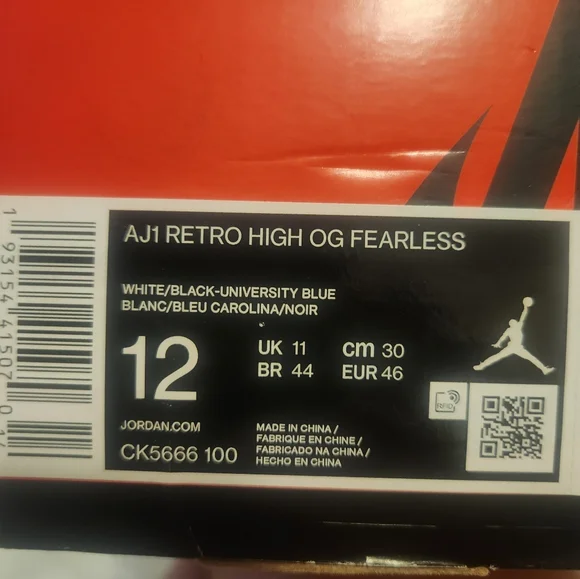 AJ1 RETRO HIGH OG FEARLESS
WHITE/BLACK-UNIVERSITY BLUE
BLANC/BLEU CAROLINA/NOIR
12
UK 11
cm 30
BR 44
EUR 46
RFID
JORDAN.COM
CK5666 100
MADE IN CHINA /
FABRIQUE EN CHINE /
FABRICADO NA CHINA /
HECHO EN CHINA